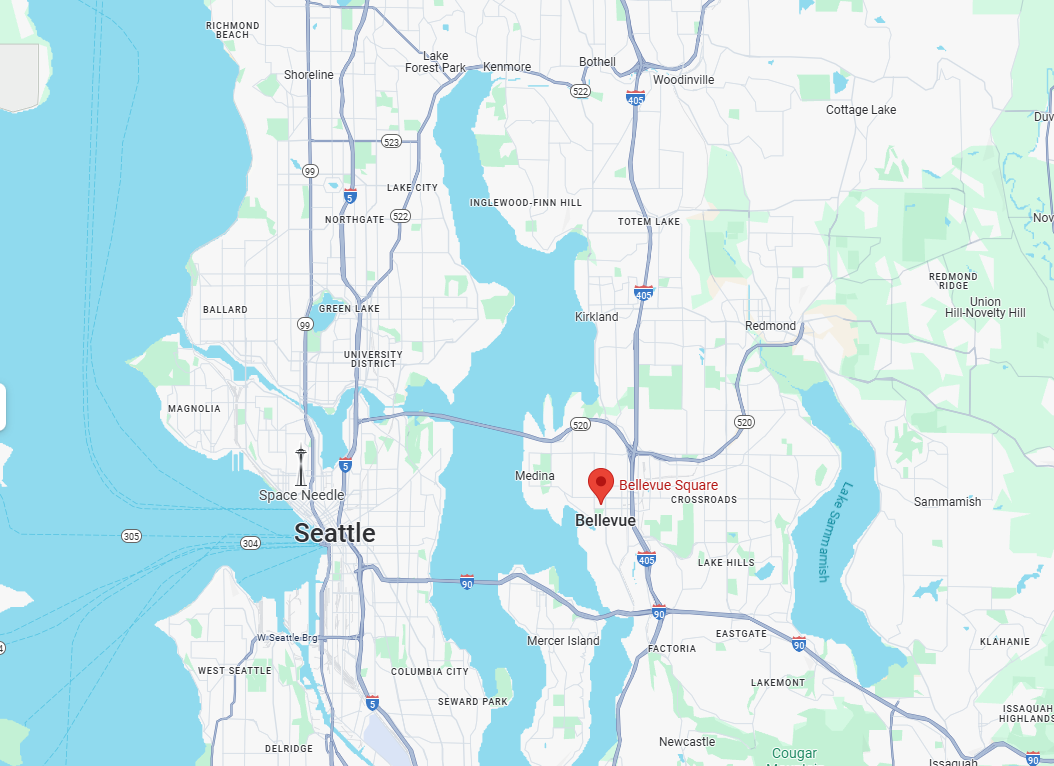 RICHMOND
BEACH
Shoreline
Lake
Forest Park
Kenmore
Bothell
Woodinville
522
405
Cottage Lake
Duv
523
99
5
LAKE CITY
522
NORTHGATE
INGLEWOOD-FINN HILL
TOTEM LAKE
Nov
REDMOND
RIDGE
405
Union
Hill-Novelty Hill
BALLARD
GREEN LAKE
99
Kirkland
Redmond
UNIVERSITY
DISTRICT
MAGNOLIA
520
520
5
Medina
Bellevue Square
Space Needle
CROSSROADS
Sammamish
Bellevue
Seattle
305
304
Lake Sammamish
405
LAKE HILLS
90
90
W Seattle Brg
Mercer Island
FACTORIA
EASTGATE
90
KLAHANIE
4
WEST SEATTLE
COLUMBIA CITY
LAKEMONT
SEWARD PARK
5
ISSAQUAH
HIGHLANDS
DELRIDGE
Newcastle
Cougar
Issaquah
90